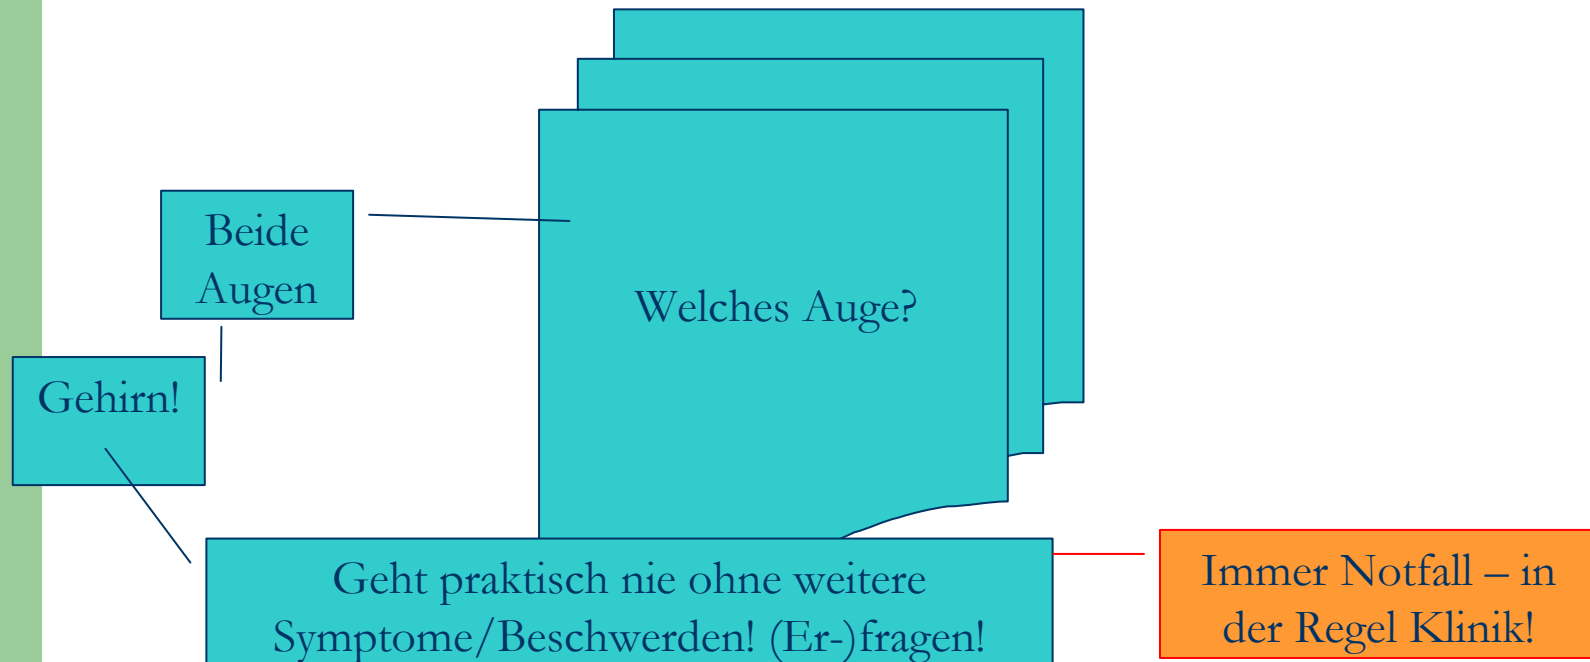 Welches Auge?
Beide
Augen
Gehirn!
Geht praktisch nie ohne weitere
Symptome/Beschwerden! (Er-)fragen!
Immer Notfall – in
der Regel Klinik!